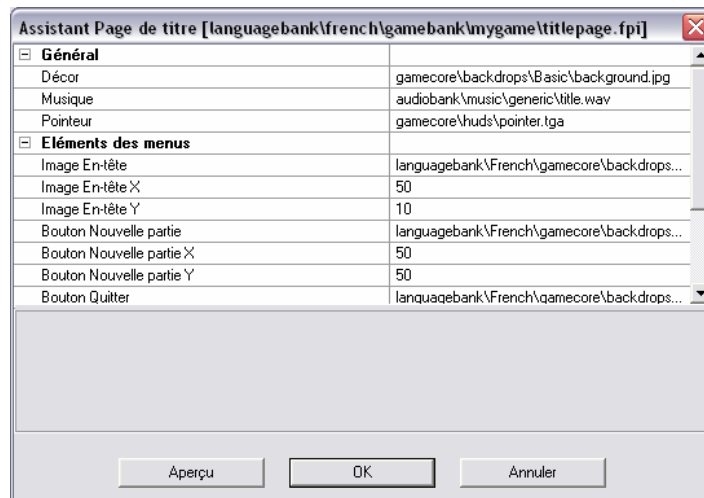 Assistant Page de titre [languagebank\french\gamebank\mygame\titlepage.fpi]
Général
Décor gamecore\backdrops\Basic\background.jpg
Musique audiobank\music\generic\title.wav
Pointeur gamecore\huds\pointer.tga
Eléments des menus
Image En-tête languagebank\French\gamecore\backdrops...
Image En-tête X 50
Image En-tête Y 10
Bouton Nouvelle partie languagebank\French\gamecore\backdrops...
Bouton Nouvelle partie X 50
Bouton Nouvelle partie Y 50
Bouton Quitter languagebank\French\gamecore\backdrops...
Aperçu OK Annuler